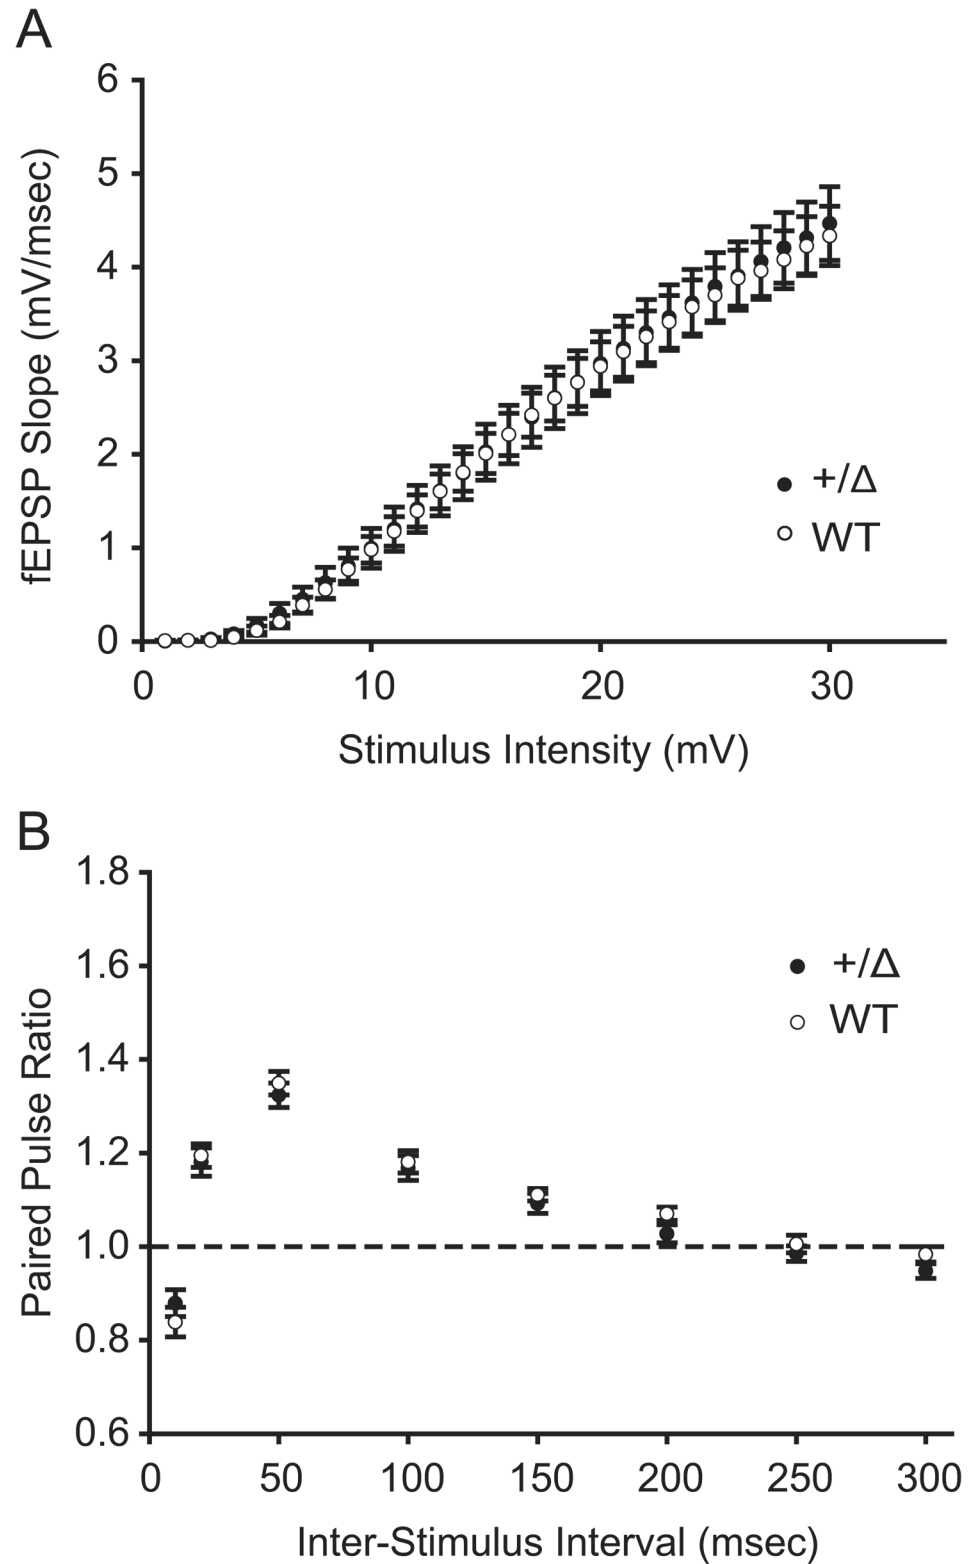 A
6
5
4
3
2
1
0
fEPSP Slope (mV/msec)
+/Δ
WT
0 10 20 30
Stimulus Intensity (mV)
B
1.8
1.6
1.4
1.2
1.0
0.8
0.6
Paired Pulse Ratio
+/Δ
WT
0 50 100 150 200 250 300
Inter-Stimulus Interval (msec)